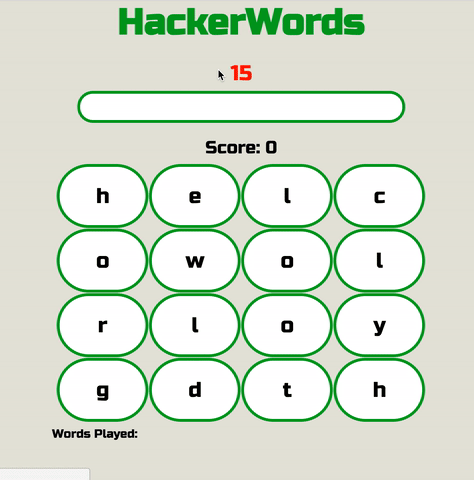 HackerWords
15
Score: 0
h e l c
o w o l
r l o y
g d t h
Words Played: